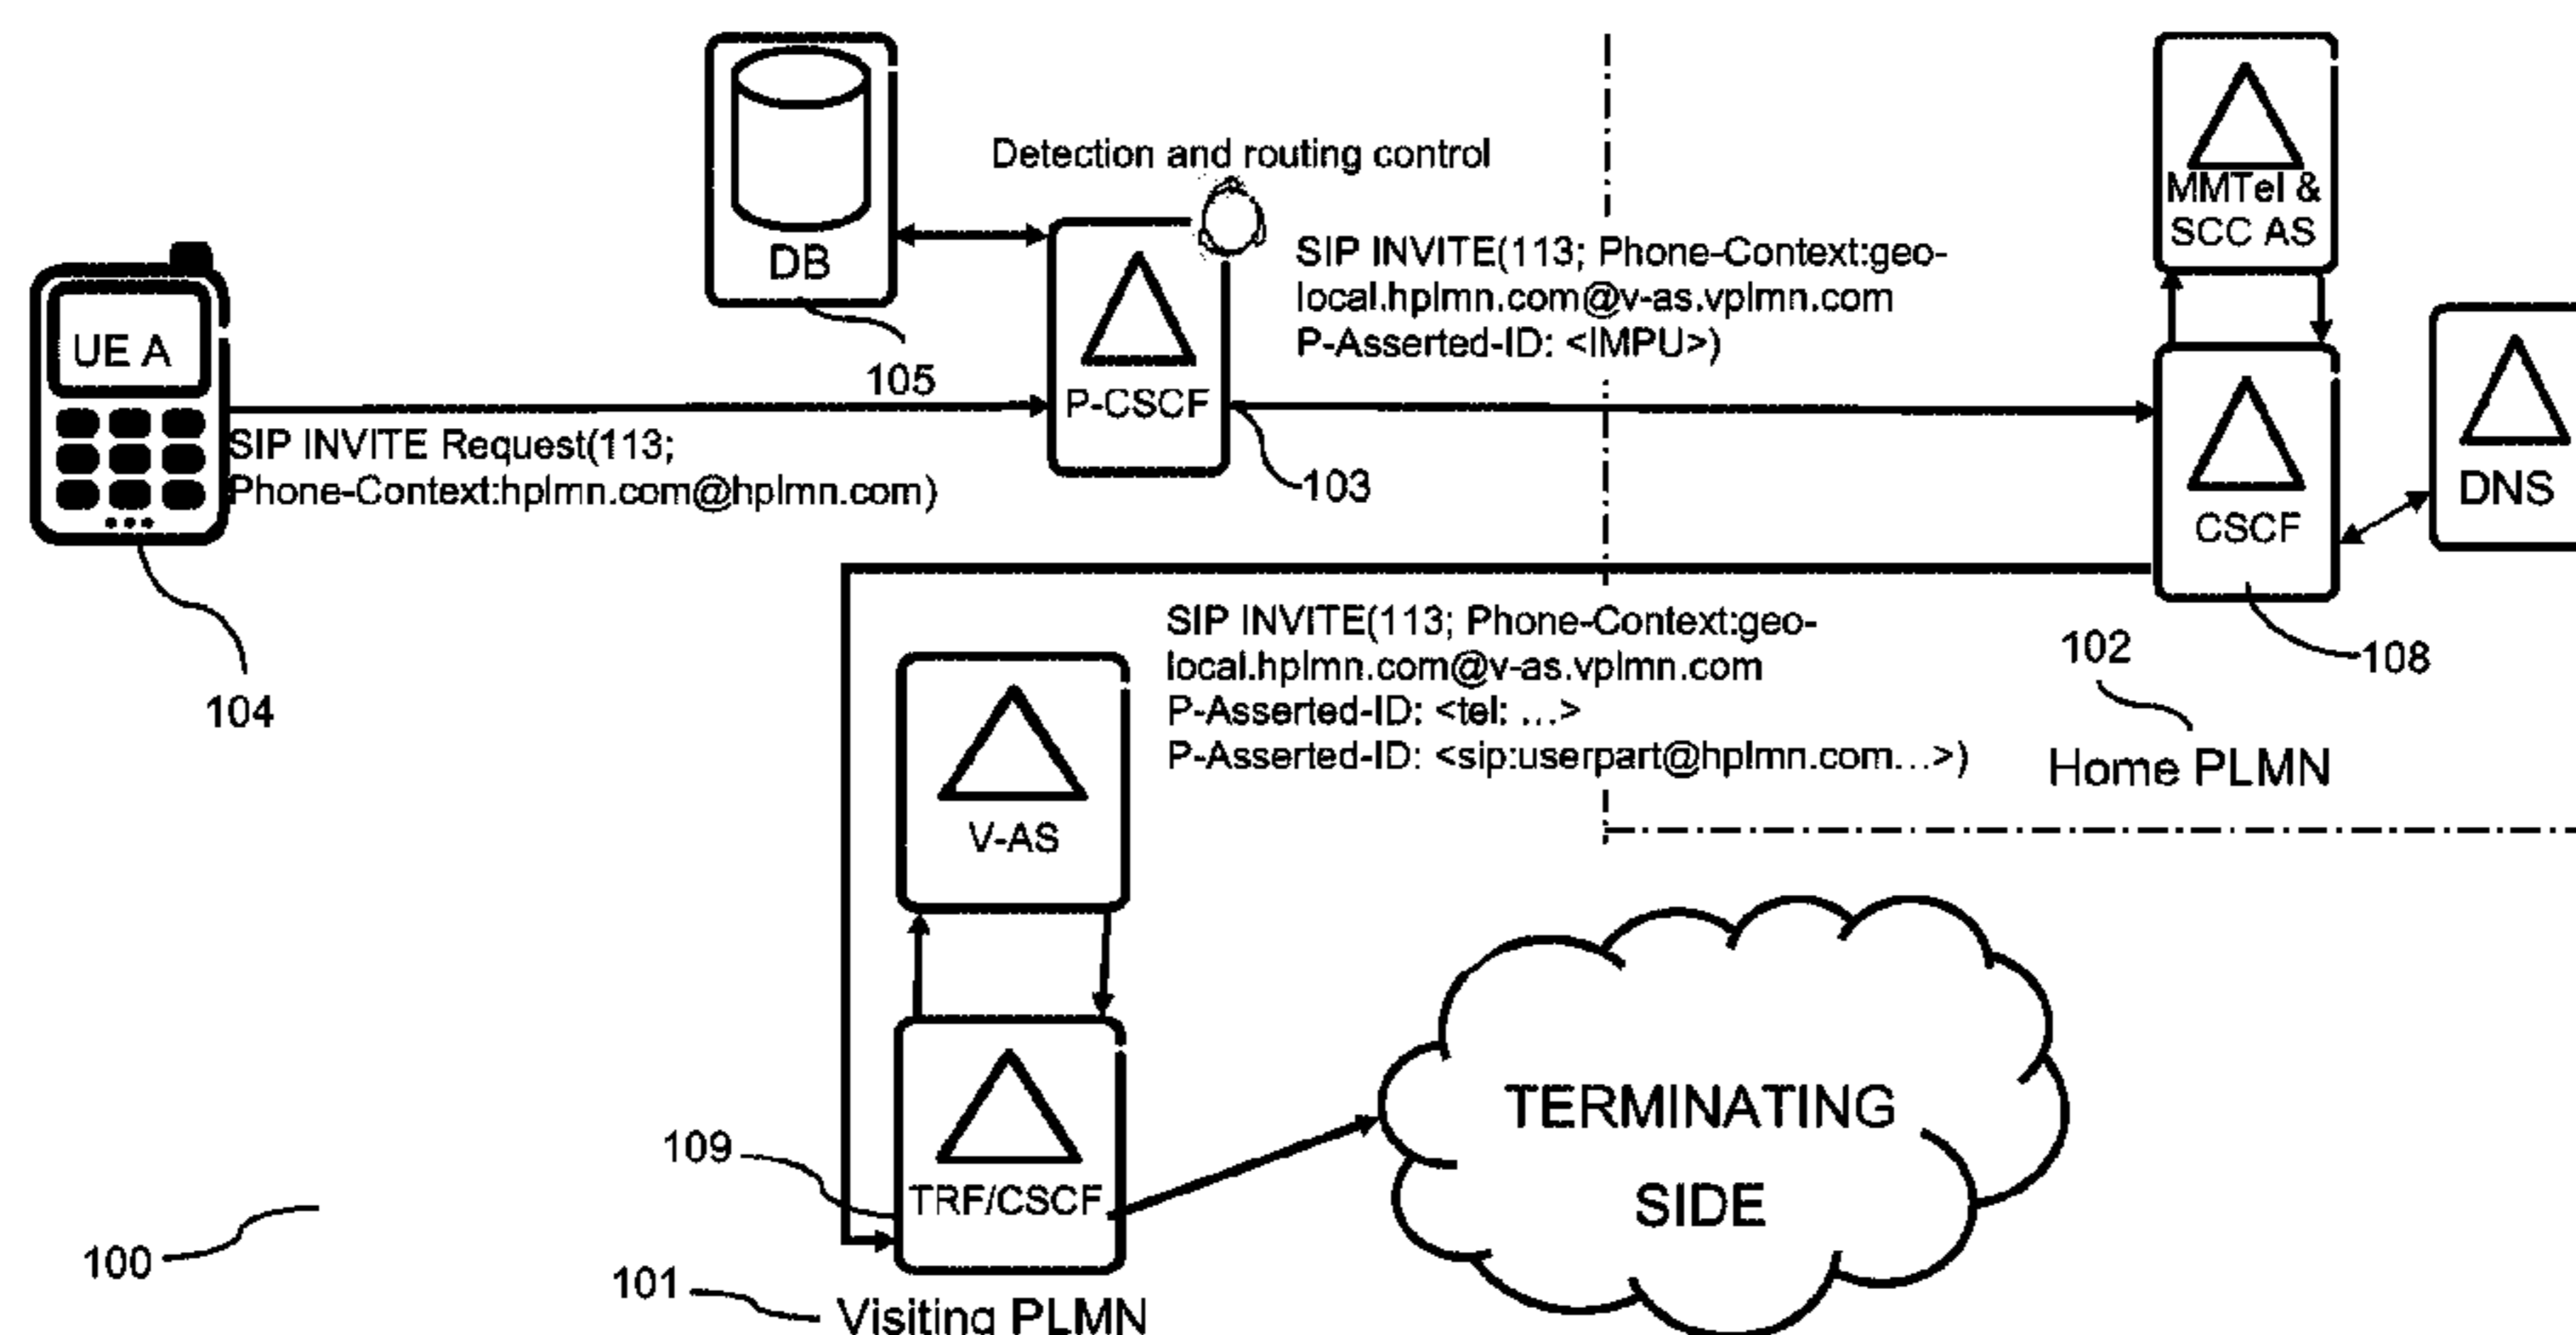 Detection and routing control
DB
105
UE A
SIP INVITE Request(113;
Phone-Context:hplmn.com@hplmn.com)
104
P-CSCF
103
SIP INVITE(113; Phone-Context:geo-
local.hplmn.com@v-as.vplmn.com
P-Asserted-ID: <IMPU>)
MMTel &
SCC AS
CSCF
DNS
108
102
Home PLMN
SIP INVITE(113; Phone-Context:geo-
local.hplmn.com@v-as.vplmn.com
P-Asserted-ID: <tel: ...>
P-Asserted-ID: <sip:userpart@hplmn.com...>)
V-AS
TRF/CSCF
109
TERMINATING
SIDE
100
101
Visiting PLMN